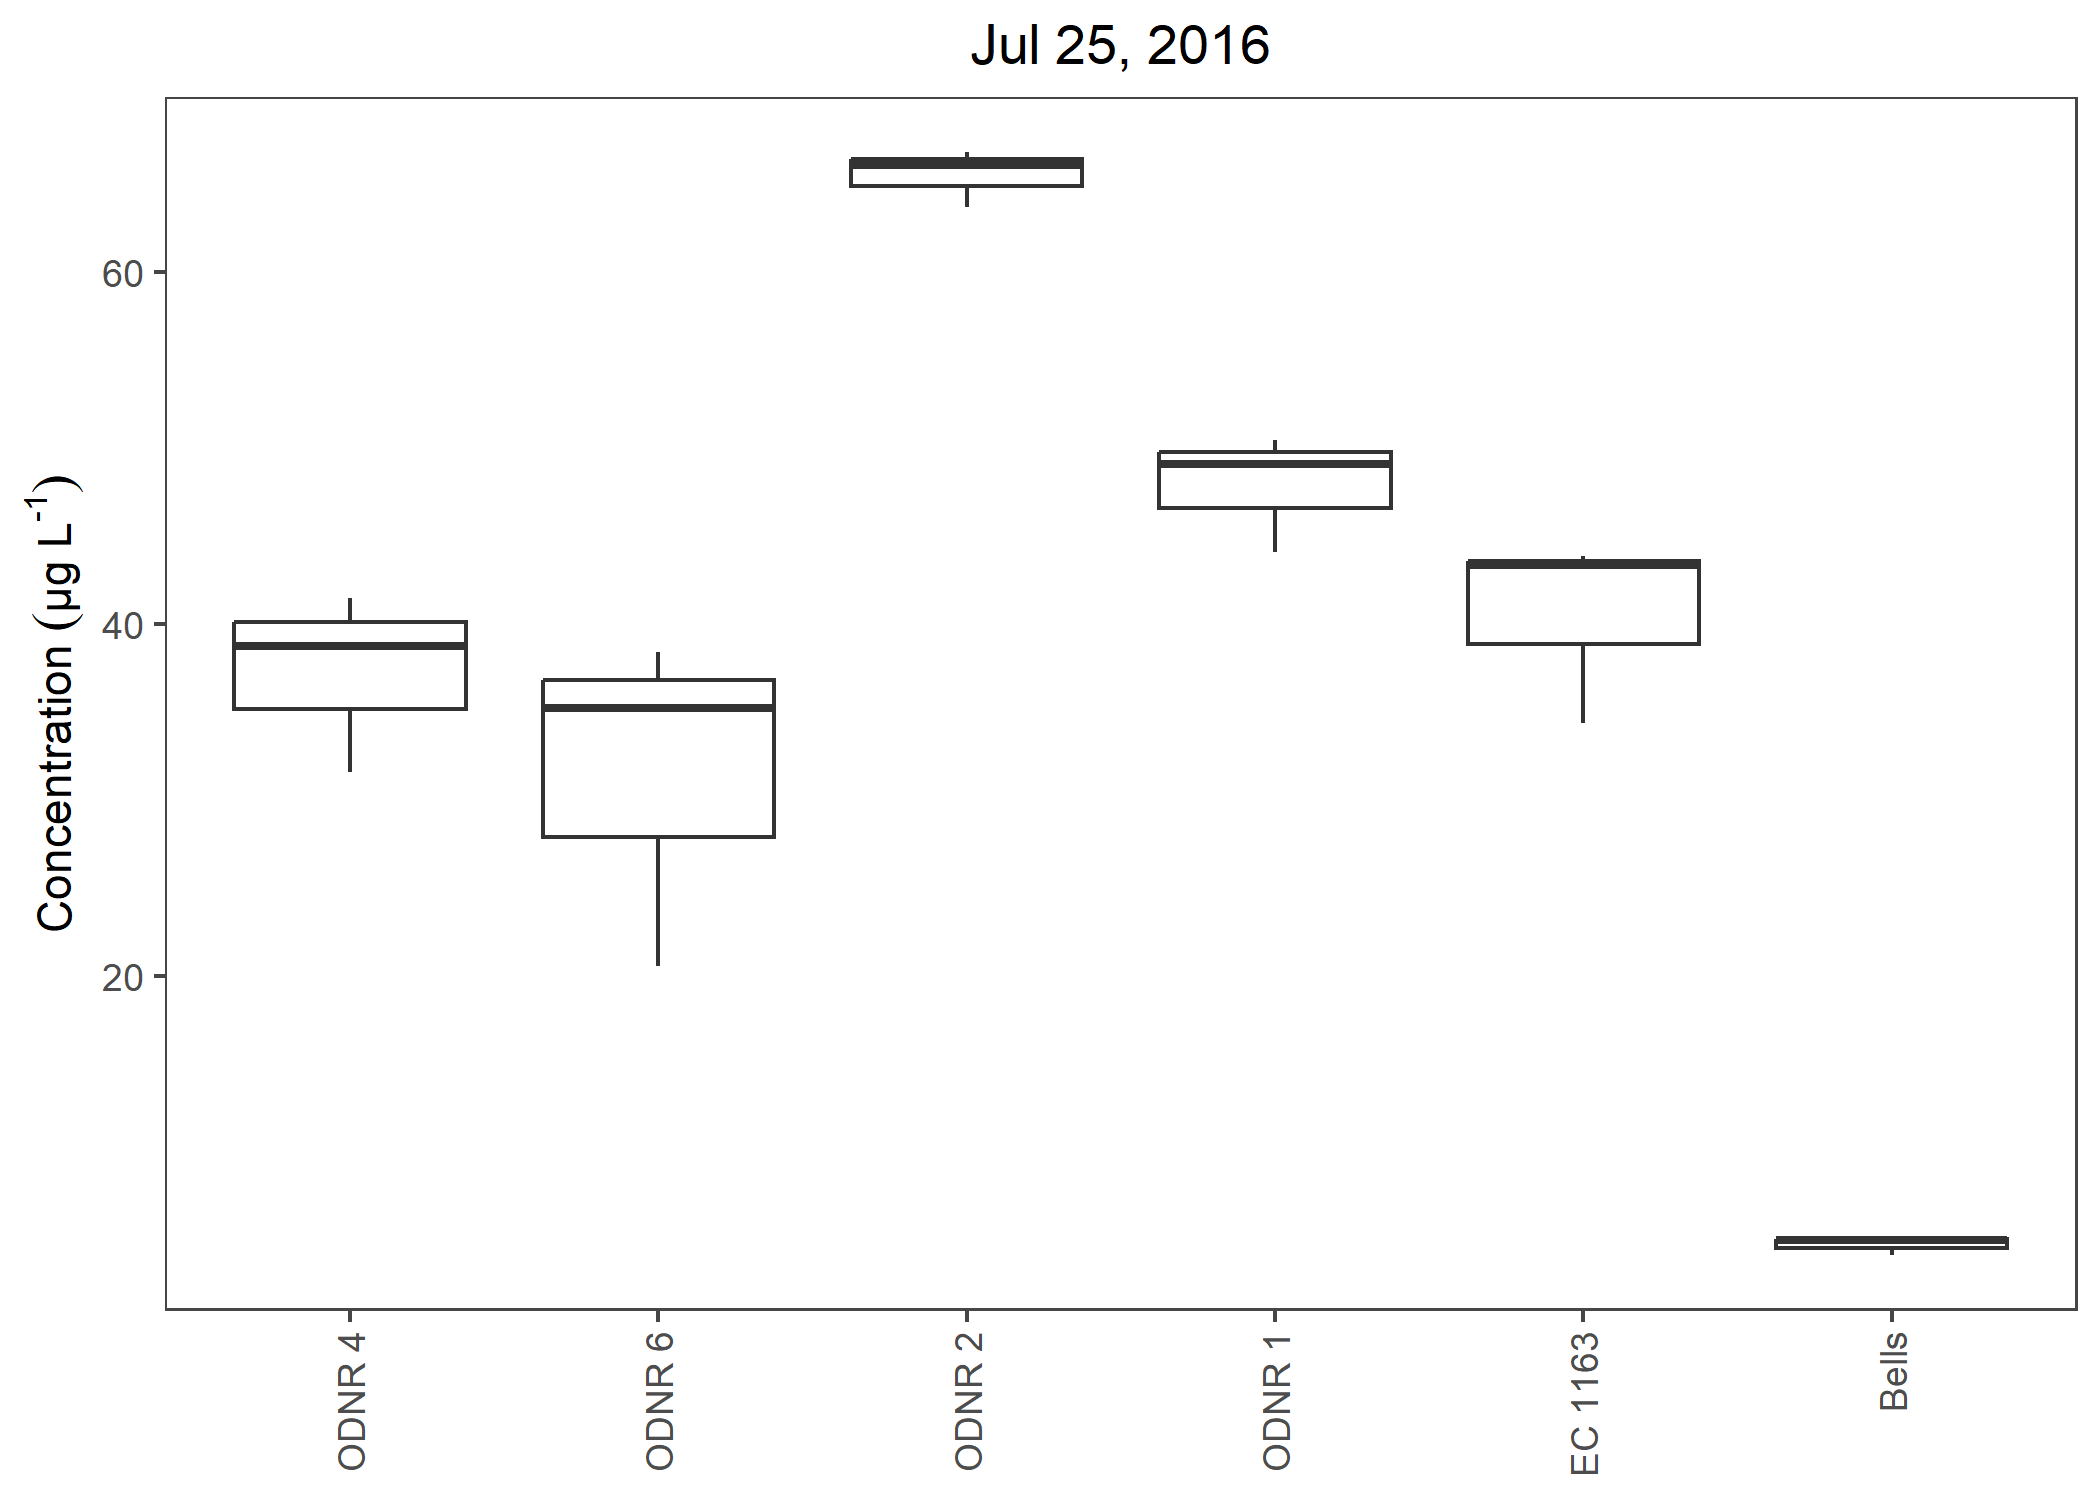 Jul 25, 2016
Concentration (µg L⁻¹)
60
40
20
ODNR 4
ODNR 6
ODNR 2
ODNR 1
EC 1163
Bells